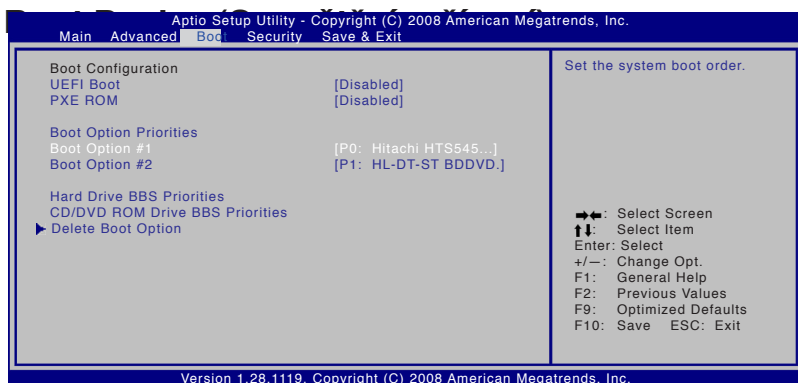 Aptio Setup Utility - Copyright (C) 2008 American Megatrends, Inc.
Main Advanced Boot Security Save & Exit
Boot Configuration
UEFI Boot [Disabled]
PXE ROM [Disabled]
Boot Option Priorities
Boot Option #1 [P0: Hitachi HTS545...]
Boot Option #2 [P1: HL-DT-ST BDDVD.]
Hard Drive BBS Priorities
CD/DVD ROM Drive BBS Priorities
Delete Boot Option
Set the system boot order.
→←: Select Screen
↑↓: Select Item
Enter: Select
+/—: Change Opt.
F1: General Help
F2: Previous Values
F9: Optimized Defaults
F10: Save ESC: Exit
Version 1.28.1119. Copyright (C) 2008 American Megatrends, Inc.